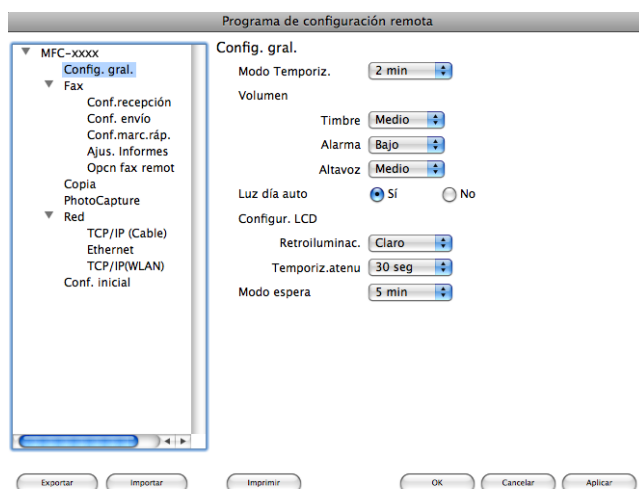 Programa de configuración remota
MFC-xxxx
Config. gral.
Fax
Conf.recepción
Conf. envío
Conf.marc.ráp.
Ajus. Informes
Opcn fax remot
Copia
PhotoCapture
Red
TCP/IP (Cable)
Ethernet
TCP/IP(WLAN)
Conf. inicial
Config. gral.
Modo Temporiz. 2 min
Volumen
Timbre Medio
Alarma Bajo
Altavoz Medio
Luz día auto Sí No
Configur. LCD
Retroiluminac. Claro
Temporiz.atenu 30 seg
Modo espera 5 min
Exportar Importar Imprimir OK Cancelar Aplicar